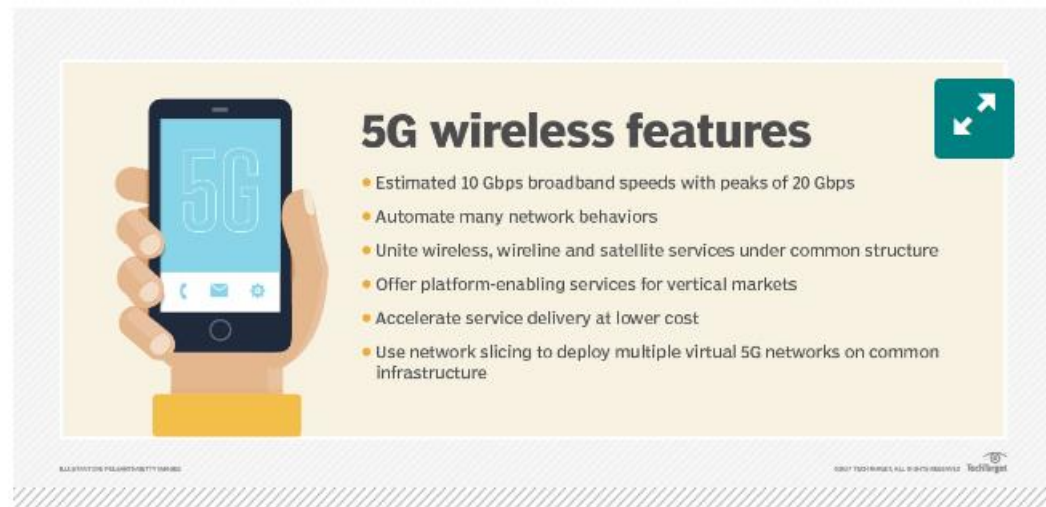 5G
5G wireless features
• Estimated 10 Gbps broadband speeds with peaks of 20 Gbps
• Automate many network behaviors
• Unite wireless, wireline and satellite services under common structure
• Offer platform-enabling services for vertical markets
• Accelerate service delivery at lower cost
• Use network slicing to deploy multiple virtual 5G networks on common
infrastructure
TechTarget